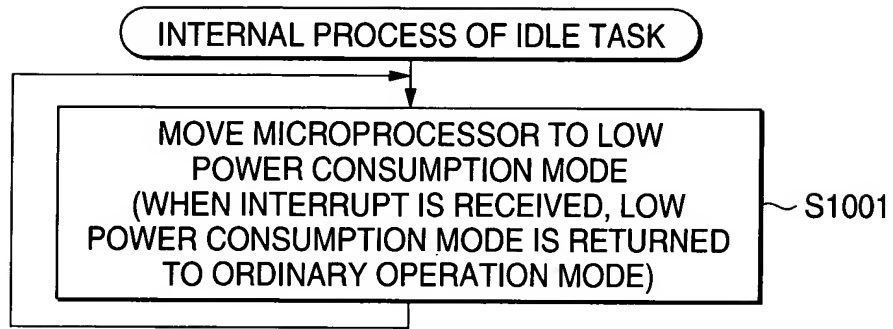 INTERNAL PROCESS OF IDLE TASK
MOVE MICROPROCESSOR TO LOW
POWER CONSUMPTION MODE
(WHEN INTERRUPT IS RECEIVED, LOW
POWER CONSUMPTION MODE IS RETURNED
TO ORDINARY OPERATION MODE)
S1001